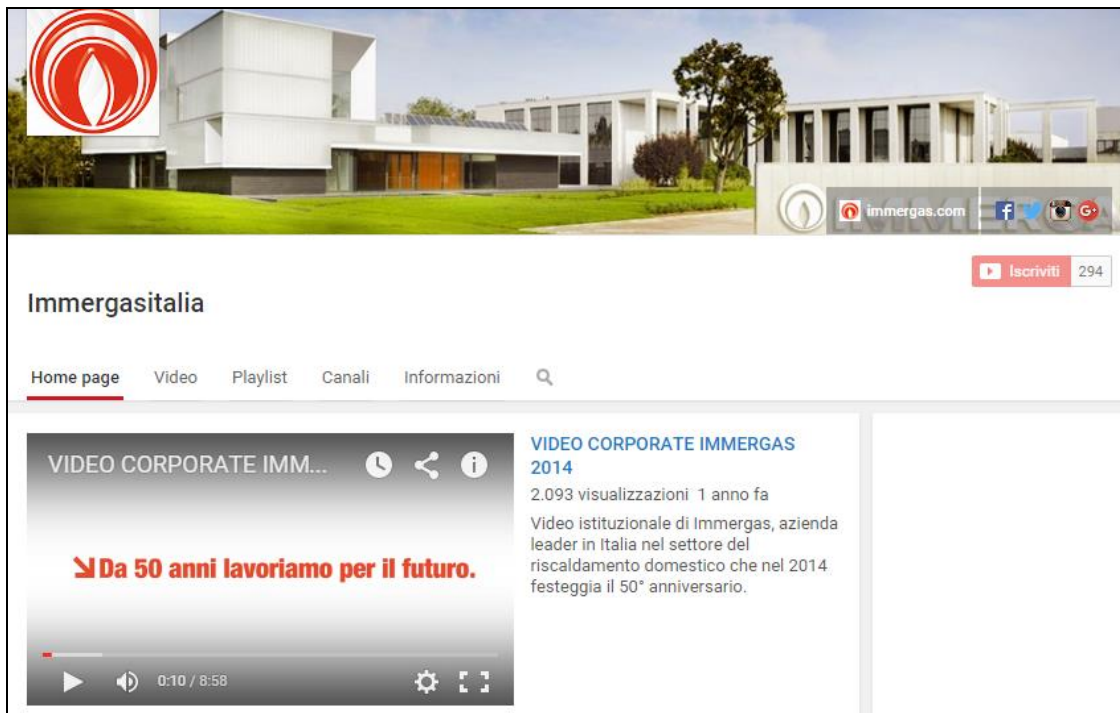 immergas.com
IMMERGA
Iscriviti 294
Immergasitalia
Home page Video Playlist Canali Informazioni
VIDEO CORPORATE IMM...
Da 50 anni lavoriamo per il futuro.
0:10 / 8:58
VIDEO CORPORATE IMMERGAS
2014
2.093 visualizzazioni 1 anno fa
Video istituzionale di Immergas, azienda
leader in Italia nel settore del
riscaldamento domestico che nel 2014
festeggia il 50° anniversario.